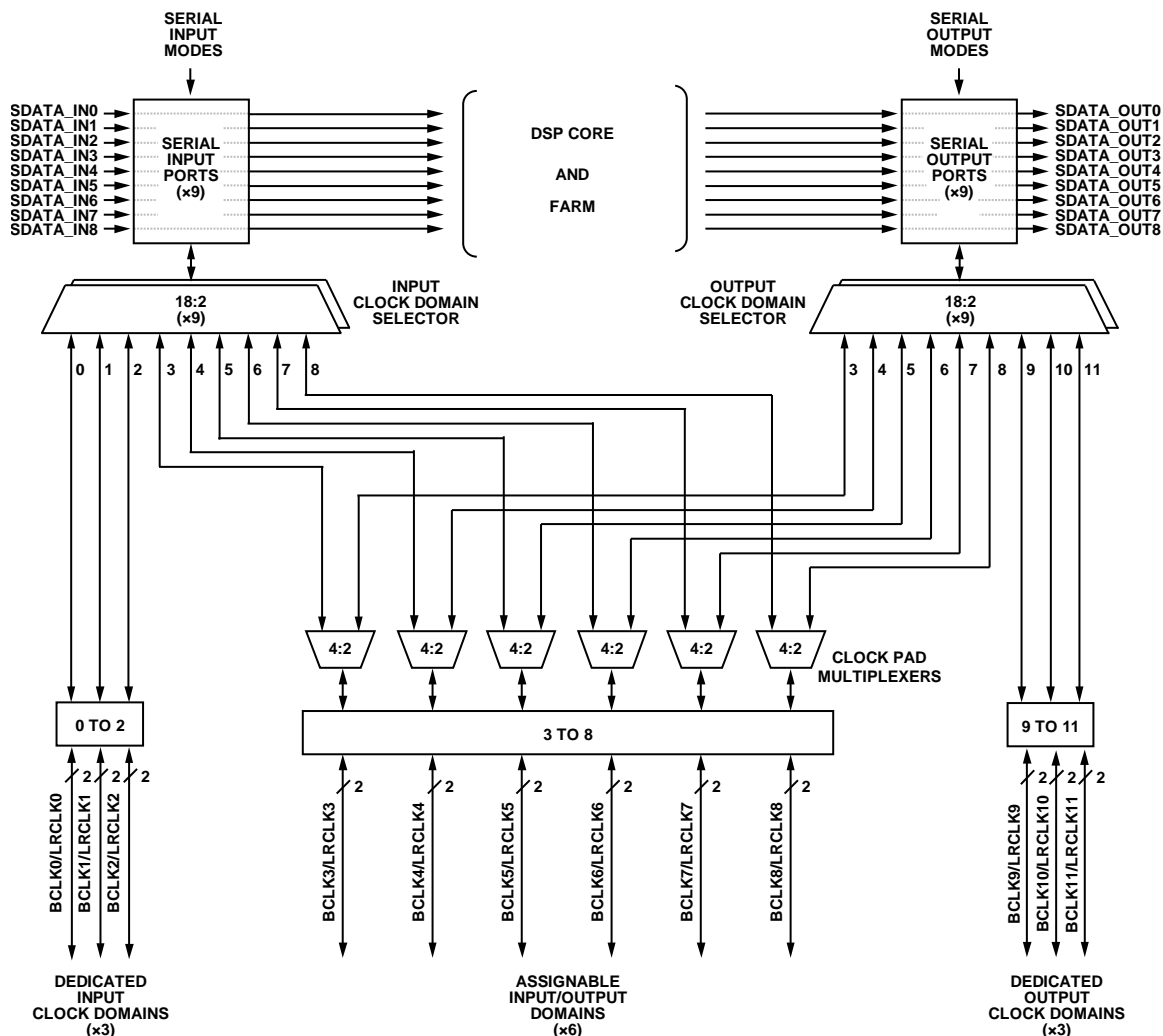 SERIAL
INPUT
MODES
SERIAL
OUTPUT
MODES
SDATA_IN0
SDATA_IN1
SDATA_IN2
SDATA_IN3
SDATA_IN4
SDATA_IN5
SDATA_IN6
SDATA_IN7
SDATA_IN8
SERIAL
INPUT
PORTS
(×9)
DSP CORE
AND
FARM
SERIAL
OUTPUT
PORTS
(×9)
SDATA_OUT0
SDATA_OUT1
SDATA_OUT2
SDATA_OUT3
SDATA_OUT4
SDATA_OUT5
SDATA_OUT6
SDATA_OUT7
SDATA_OUT8
18:2
(×9)
INPUT
CLOCK DOMAIN
SELECTOR
OUTPUT
CLOCK DOMAIN
SELECTOR
18:2
(×9)
0 1 2 3 4 5 6 7 8
3 4 5 6 7 8 9 10 11
4:2 4:2 4:2 4:2 4:2 4:2
CLOCK PAD
MULTIPLEXERS
0 TO 2
3 TO 8
9 TO 11
2 2 2
2 2 2 2 2 2
2 2 2
BCLK0/LRCLK0
BCLK1/LRCLK1
BCLK2/LRCLK2
BCLK3/LRCLK3
BCLK4/LRCLK4
BCLK5/LRCLK5
BCLK6/LRCLK6
BCLK7/LRCLK7
BCLK8/LRCLK8
BCLK9/LRCLK9
BCLK10/LRCLK10
BCLK11/LRCLK11
DEDICATED
INPUT
CLOCK DOMAINS
(×3)
ASSIGNABLE
INPUT/OUTPUT
DOMAINS
(×6)
DEDICATED
OUTPUT
CLOCK DOMAINS
(×3)